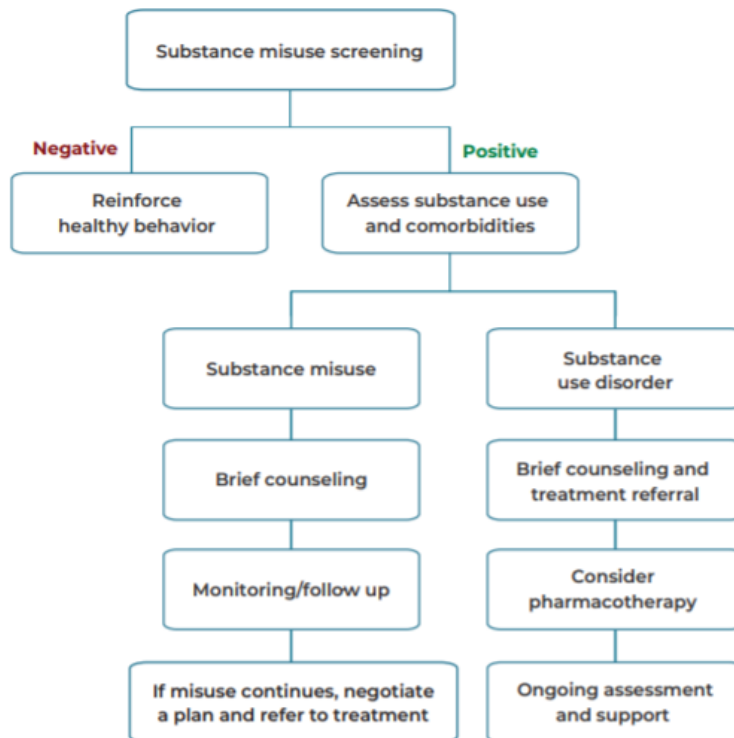 Substance misuse screening
Negative
Positive
Reinforce
healthy behavior
Assess substance use
and comorbidities
Substance misuse
Substance
use disorder
Brief counseling
Brief counseling and
treatment referral
Monitoring/follow up
Consider
pharmacotherapy
If misuse continues, negotiate
a plan and refer to treatment
Ongoing assessment
and support